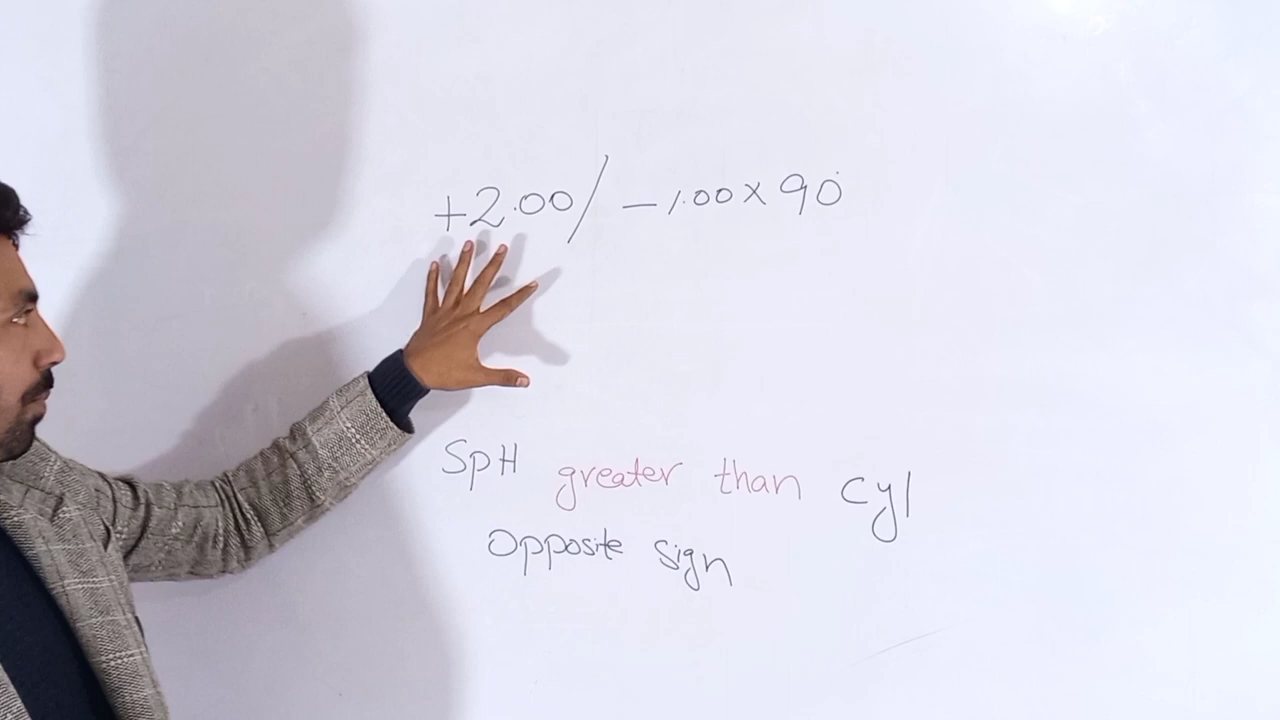 +2.00/ -1.00 x 90°
SpH greater than cyl
opposite sign